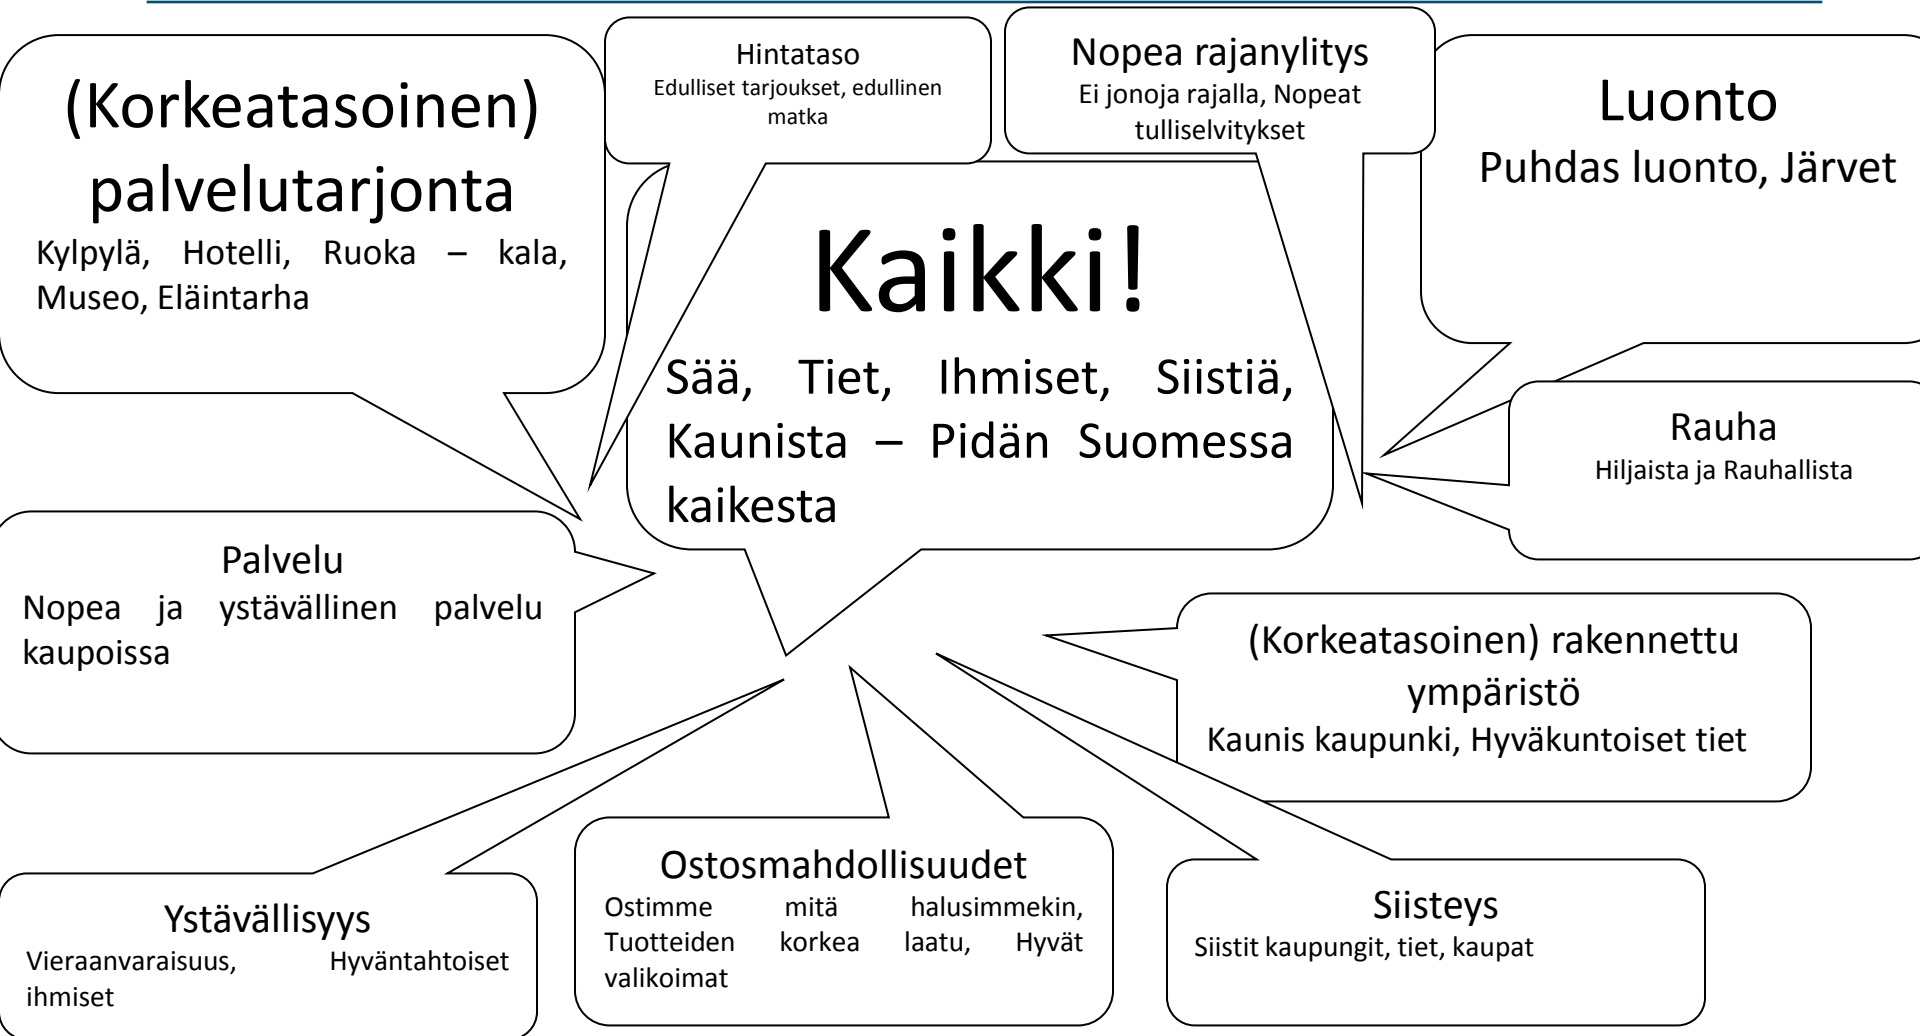 (Korkeatasoinen)
palvelutarjonta
Kylpylä, Hotelli, Ruoka – kala,
Museo, Eläintarha
Hintataso
Edulliset tarjoukset, edullinen
matka
Nopea rajanylitys
Ei jonoja rajalla, Nopeat
tulliselvitykset
Luonto
Puhdas luonto, Järvet
Kaikki!
Sää, Tiet, Ihmiset, Siistiä,
Kaunista – Pidän Suomessa
kaikesta
Rauha
Hiljaista ja Rauhallista
Palvelu
Nopea ja ystävällinen palvelu
kaupoissa
(Korkeatasoinen) rakennettu
ympäristö
Kaunis kaupunki, Hyväkuntoiset tiet
Ystävällisyys
Vieraanvaraisuus, Hyväntahtoiset
ihmiset
Ostosmahdollisuudet
Ostimme mitä halusimmekin,
Tuotteiden korkea laatu, Hyvät
valikoimat
Siisteys
Siistit kaupungit, tiet, kaupat